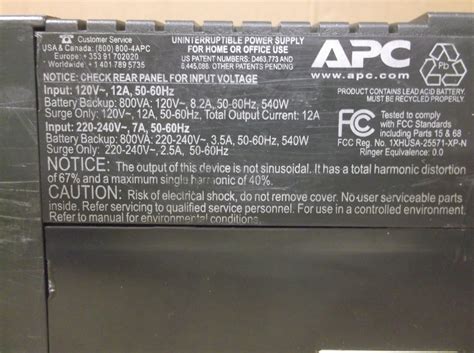 Customer Service
USA & Canada: (800) 800-4APC
Europe: +353 91 702020
Worldwide: +1 401 789 5735
UNINTERRUPTIBLE POWER SUPPLY
FOR HOME OR OFFICE USE
US PATENT NUMBERS: D463,773 AND
6,445,088. OTHER PATENTS PENDING
APC
www.apc.com
Pb
NOTICE: CHECK REAR PANEL FOR INPUT VOLTAGE
Input: 120V~, 12A, 50-60Hz
Battery Backup: 800VA: 120V~, 8.2A, 50-60Hz, 540W
Surge Only: 120V~, 50-60Hz, Total Output Current: 12A
Input: 220-240V~, 7A, 50-60Hz
Battery Backup: 800VA: 220-240V~, 3.5A, 50-60Hz, 540W
Surge Only: 220-240V~, 2.5A, 50-60Hz
PRODUCT CONTAINS LEAD ACID BATTERY
MUST BE RECYCLED PROPERLY
FCC
Tested to comply
with FCC Standards
including Parts 15 & 68
FCC Reg. No. 1XHUSA-25571-XP-N
Ringer Equivalence: 0.0
NOTICE: The output of this device is not sinusoidal. It has a total harmonic distortion
of 67% and a maximum single harmonic of 40%.
CAUTION: Risk of electrical shock, do not remove cover. No user serviceable parts
inside. Refer servicing to qualified service personnel. For use in a controlled environment.
Refer to manual for environmental conditions.